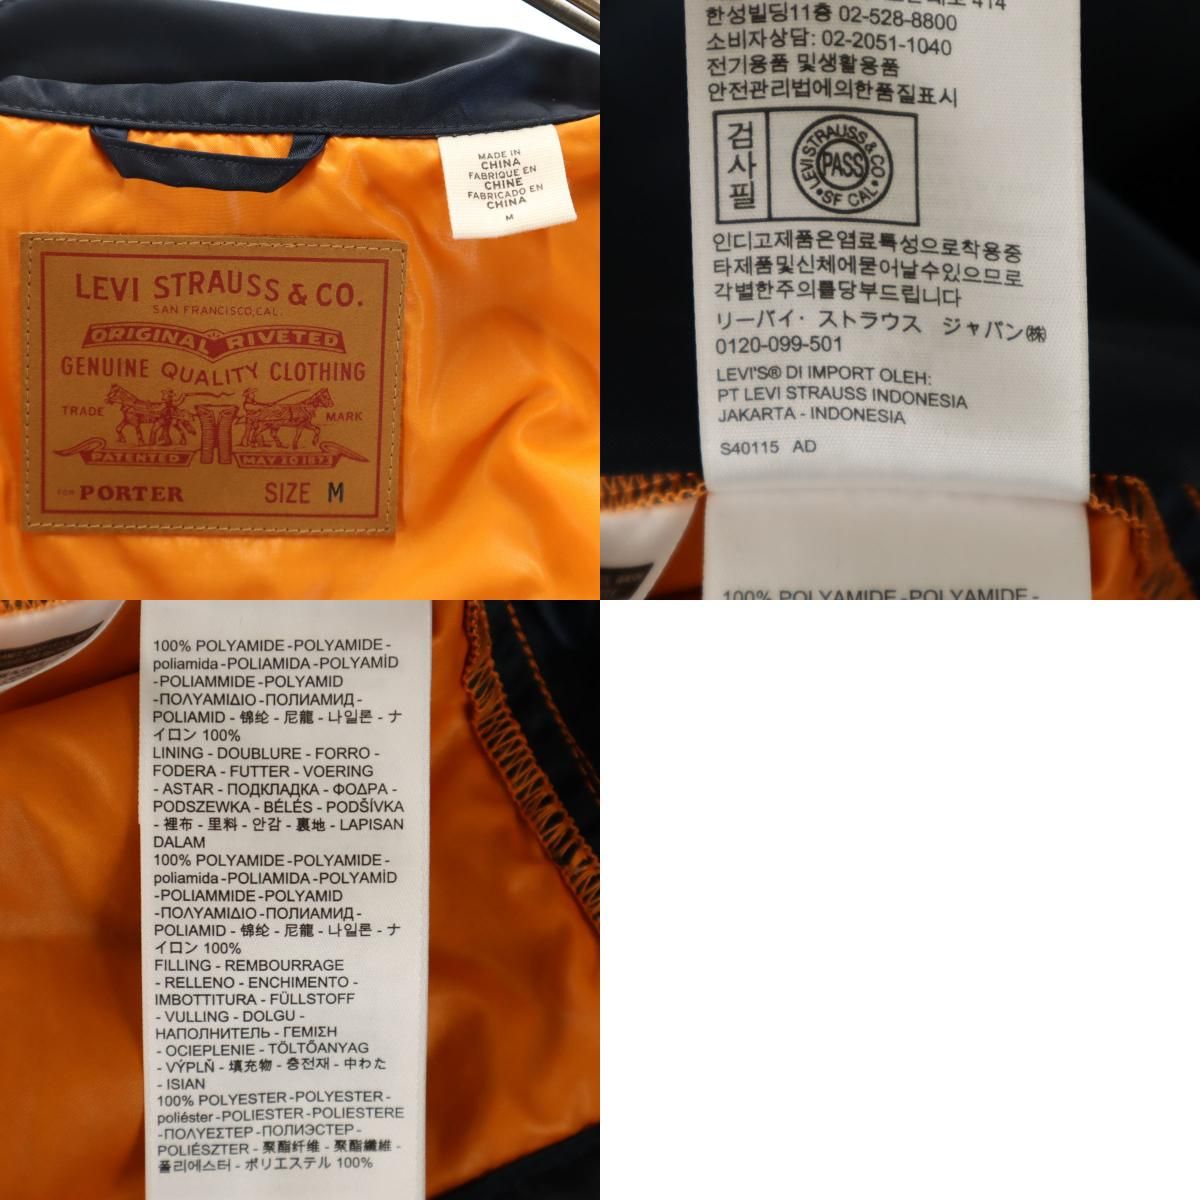 LEVI STRAUSS & CO.
SAN FRANCISCO, CAL.
ORIGINAL RIVETED
GENUINE QUALITY CLOTHING
TRADE MARK
PATENTED MAY 20 1873
FOR PORTER SIZE M
MADE IN
CHINA
FABRIQUE EN
CHINE
FABRICADO EN
CHINA
M
414
한성빌딩11층 02-528-8800
소비자상담: 02-2051-1040
전기용품 및생활용품
안전관리법에의한품질표시
검사필
LEVI STRAUSS & CO
PASS
SF CAL
인디고제품은염료특성으로착용중
타제품및신체에묻어날수있으므로
각별한주의를당부드립니다
リーバイ・ストラウス ジャパン㈱
0120-099-501
LEVI'S® DI IMPORT OLEH:
PT LEVI STRAUSS INDONESIA
JAKARTA - INDONESIA
S40115 AD
100% POLYAMIDE -POLYAMIDE -
100% POLYAMIDE -POLYAMIDE -
poliamida -POLIAMIDA -POLYAMİD
-POLIAMMIDE -POLYAMID
-ΠΟΛΥΑΜΙΔΙΟ -ПОЛИАМИД -
POLIAMID - 锦纶 - 尼龍 - 나일론 - ナ
イロン 100%
LINING - DOUBLURE - FORRO -
FODERA - FUTTER - VOERING
- ASTAR - ПОДКЛАДКА - ΦΟΔΡΑ -
PODSZEWKA - BÉLÉS - PODŠÍVKA
- 裡布 - 里料 - 안감 - 裏地 - LAPISAN
DALAM
100% POLYAMIDE -POLYAMIDE -
poliamida -POLIAMIDA -POLYAMİD
-POLIAMMIDE -POLYAMID
-ΠΟΛΥΑΜΙΔΙΟ -ПОЛИАМИД -
POLIAMID - 锦纶 - 尼龍 - 나일론 - ナ
イロン 100%
FILLING - REMBOURRAGE
- RELLENO - ENCHIMENTO -
IMBOTTITURA - FÜLLSTOFF
- VULLING - DOLGU -
НАПОЛНИТЕЛЬ - ΓΕΜΙΣΗ
- OCIEPLENIE - TÖLTŐANYAG
- VÝPLŇ - 填充物 - 충전재 - 中わた
- ISIAN
100% POLYESTER -POLYESTER -
poliéster -POLIESTER -POLIESTERE
-ΠΟΛΥΕΣΤΕΡ -ПОЛИЭСТЕР -
POLIÉSZTER - 聚酯纤维 - 聚酯纖維 -
폴리에스터 - ポリエステル 100%